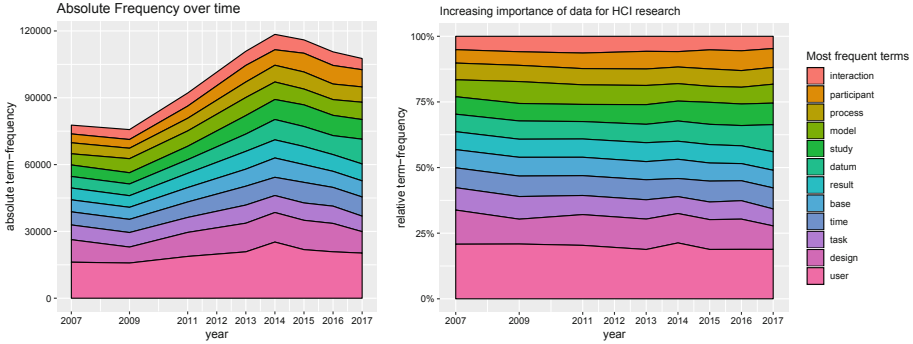 Absolute Frequency over time
absolute term−frequency
120000
90000
60000
30000
0
2007 2009 2011 2012 2013 2014 2015 2016 2017
year
Increasing importance of data for HCI research
relative term−frequency
100%
75%
50%
25%
0%
2007 2009 2011 2012 2013 2014 2015 2016 2017
year
Most frequent terms
interaction
participant
process
model
study
datum
result
base
time
task
design
user